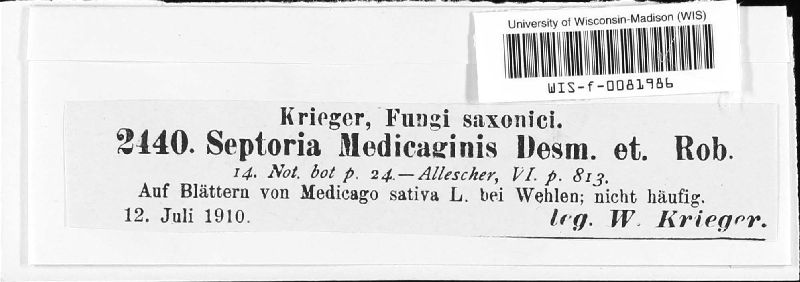 University of Wisconsin-Madison (WIS)
WIS-f-0081986
Krieger, Fungi saxonici.
2440. Septoria Medicaginis Desm. et. Rob.
14. Not. bot p. 24.—Allescher, VI. p. 813.
Auf Blättern von Medicago sativa L. bei Wehlen; nicht häufig.
12. Juli 1910. leg. W. Krieger.